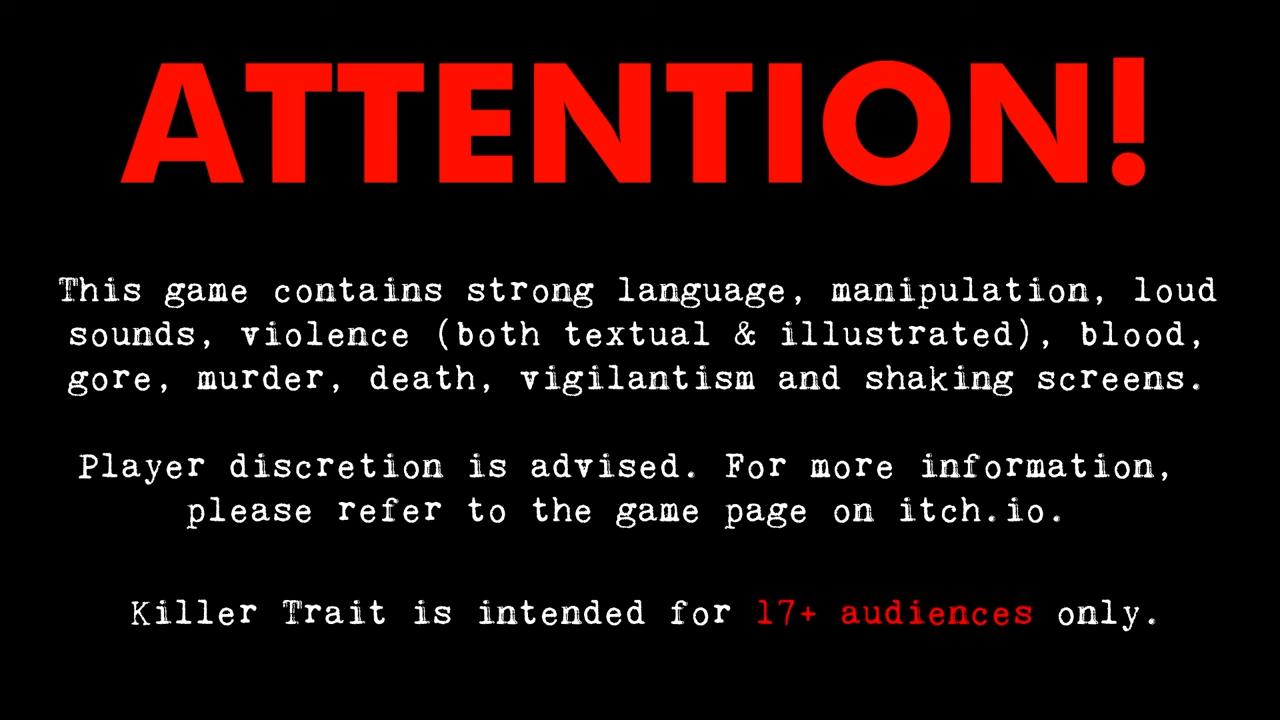 ATTENTION!
This game contains strong language, manipulation, loud
sounds, violence (both textual & illustrated), blood,
gore, murder, death, vigilantism and shaking screens.
Player discretion is advised. For more information,
please refer to the game page on itch.io.
Killer Trait is intended for 17+ audiences only.